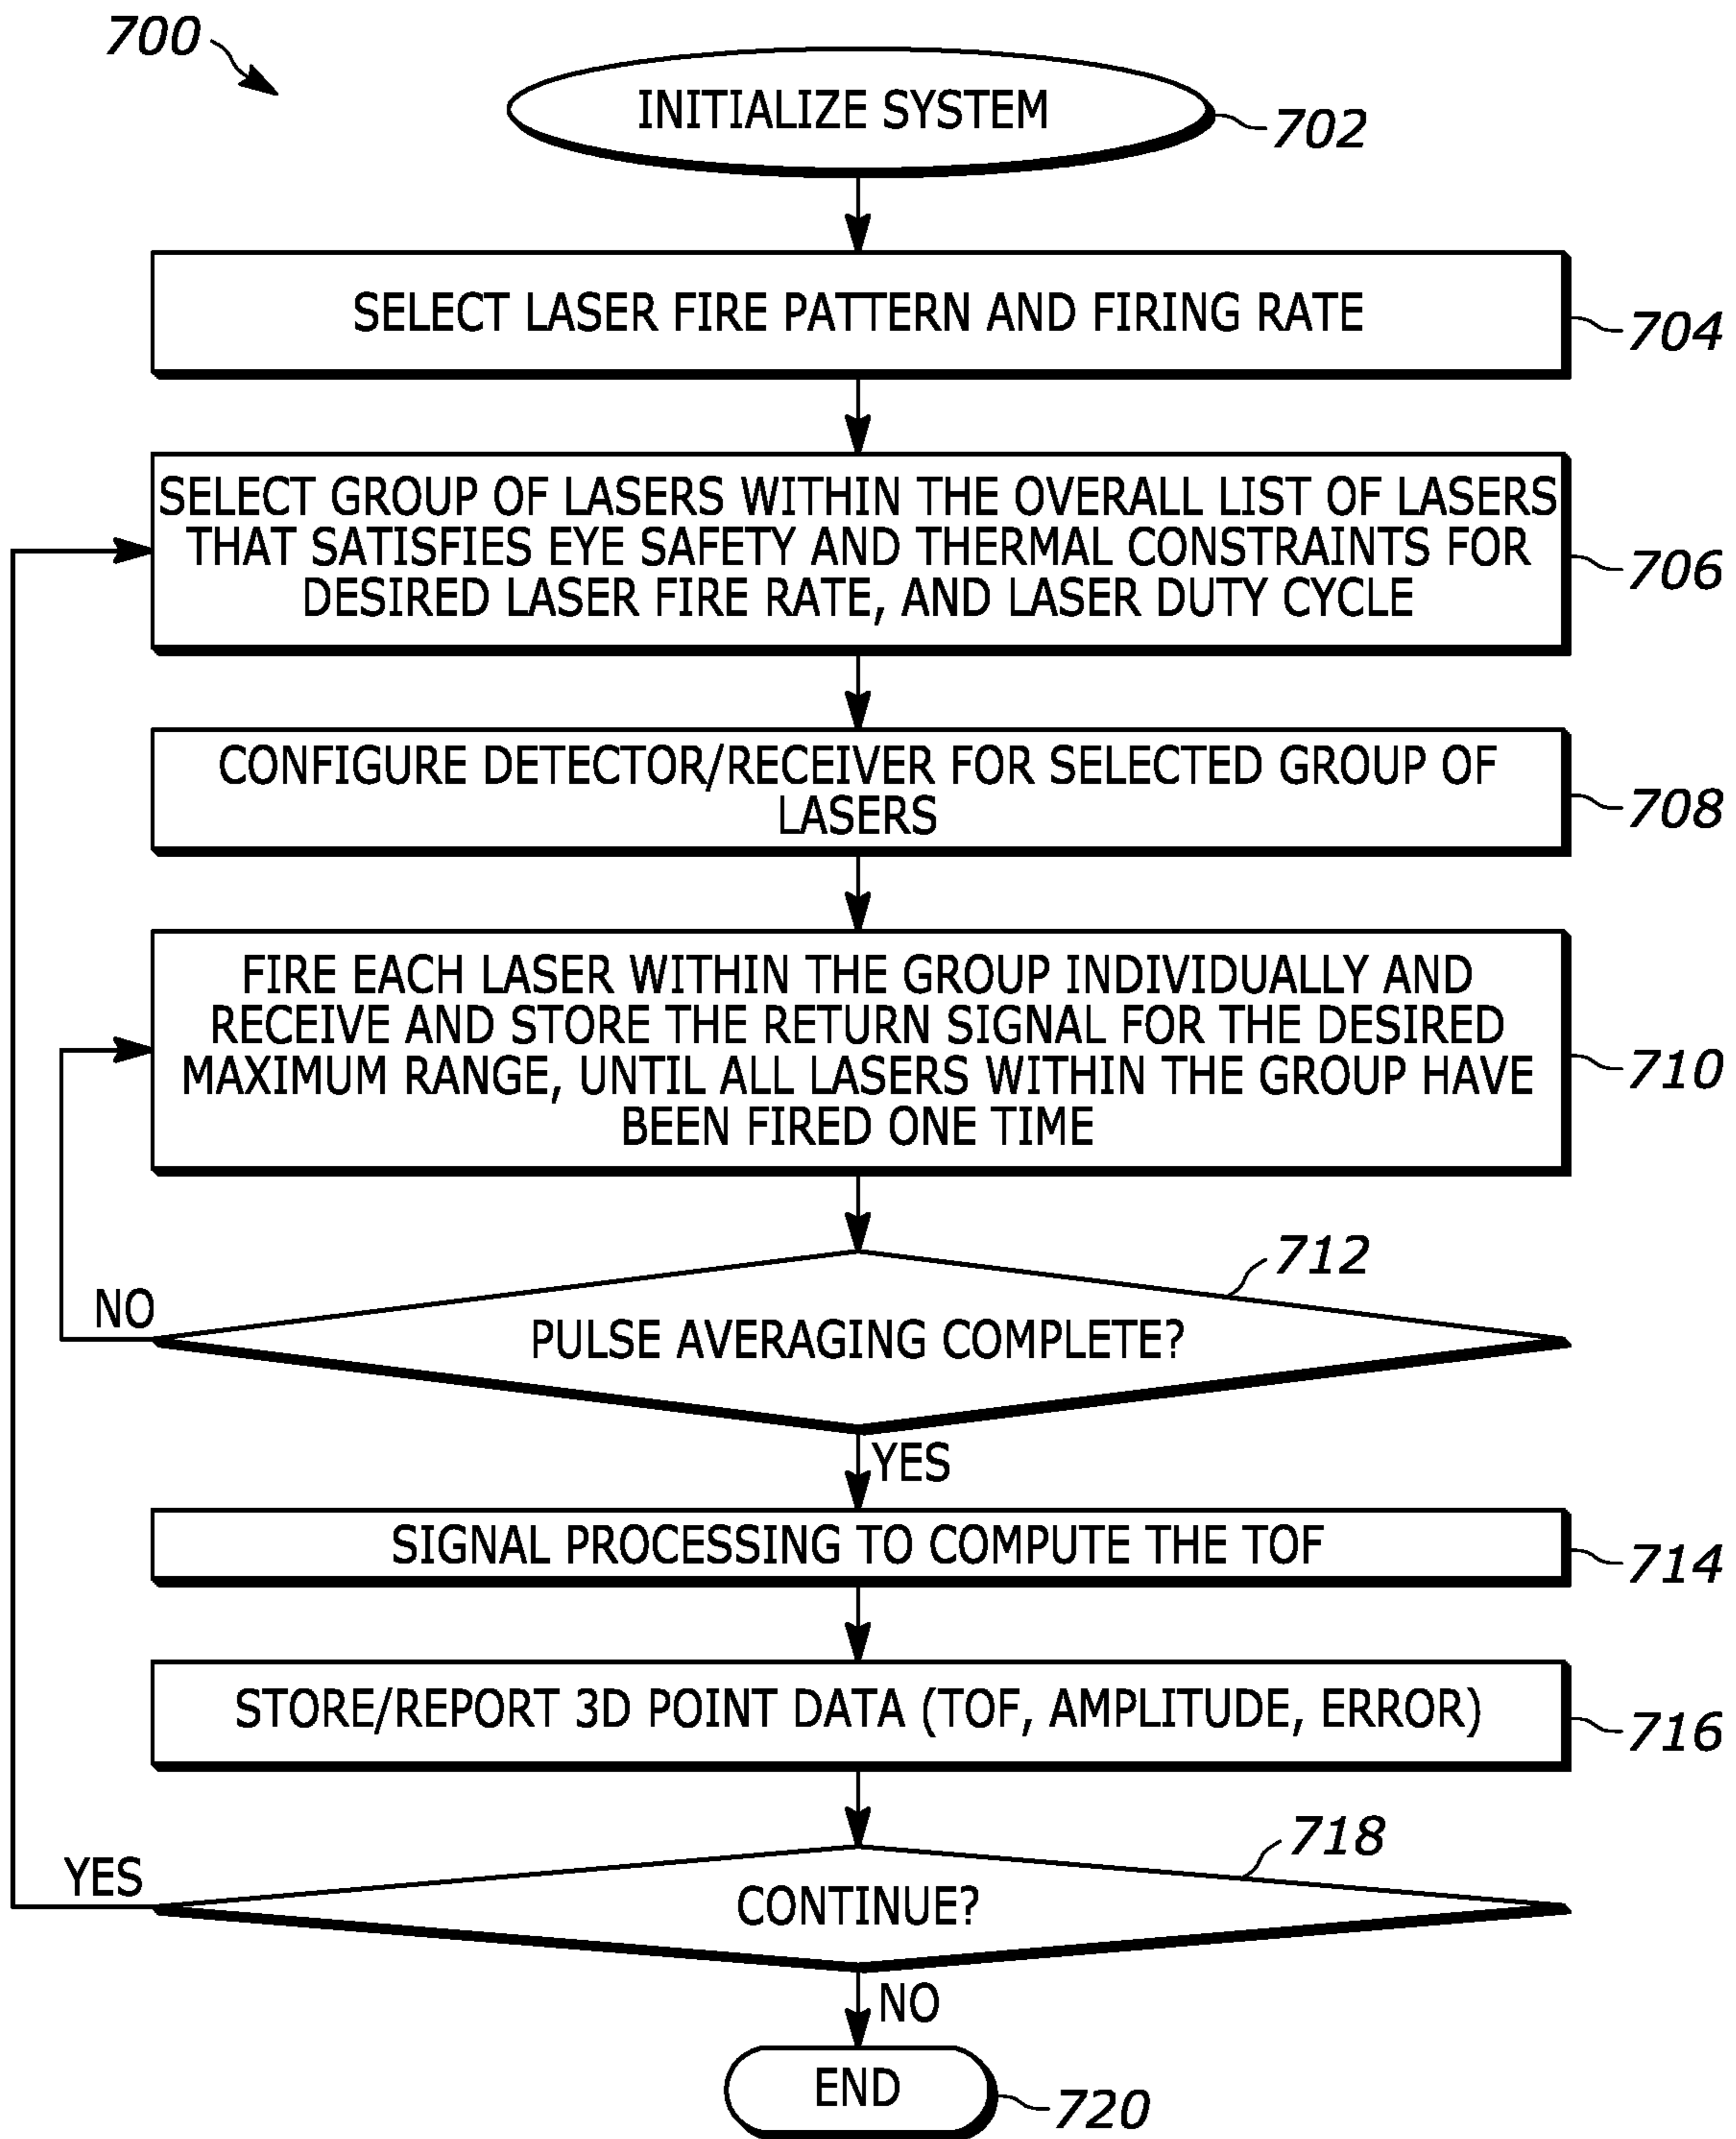 700
INITIALIZE SYSTEM
702
SELECT LASER FIRE PATTERN AND FIRING RATE
704
SELECT GROUP OF LASERS WITHIN THE OVERALL LIST OF LASERS
THAT SATISFIES EYE SAFETY AND THERMAL CONSTRAINTS FOR
DESIRED LASER FIRE RATE, AND LASER DUTY CYCLE
706
CONFIGURE DETECTOR/RECEIVER FOR SELECTED GROUP OF
LASERS
708
FIRE EACH LASER WITHIN THE GROUP INDIVIDUALLY AND
RECEIVE AND STORE THE RETURN SIGNAL FOR THE DESIRED
MAXIMUM RANGE, UNTIL ALL LASERS WITHIN THE GROUP HAVE
BEEN FIRED ONE TIME
710
712
NO
PULSE AVERAGING COMPLETE?
YES
SIGNAL PROCESSING TO COMPUTE THE TOF
714
STORE/REPORT 3D POINT DATA (TOF, AMPLITUDE, ERROR)
716
718
YES
CONTINUE?
NO
END
720